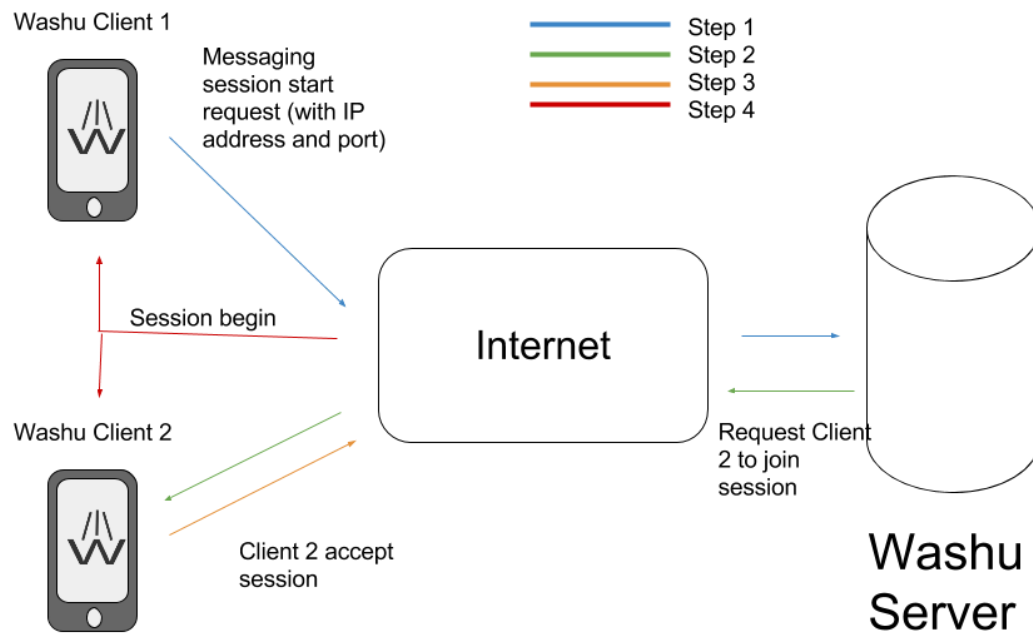 Washu Client 1
Messaging
session start
request (with IP
address and port)
Step 1
Step 2
Step 3
Step 4
W
Session begin
Internet
Washu Client 2
Request Client
2 to join
session
W
Client 2 accept
session
Washu
Server